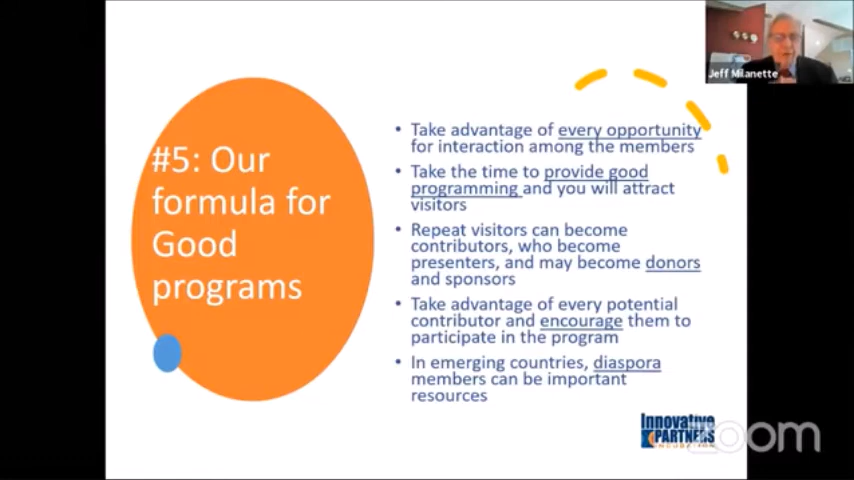 Jeff Milanette
#5: Our
formula for
Good
programs
• Take advantage of every opportunity
for interaction among the members
• Take the time to provide good
programming and you will attract
visitors
• Repeat visitors can become
contributors, who become
presenters, and may become donors
and sponsors
• Take advantage of every potential
contributor and encourage them to
participate in the program
• In emerging countries, diaspora
members can be important
resources
Innovative
PARTNERS
zoom